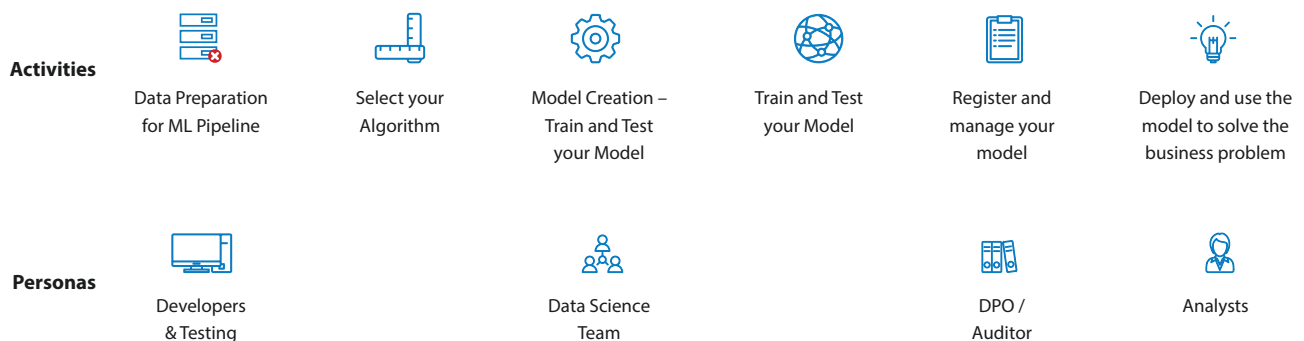 Activities
Data Preparation
for ML Pipeline
Select your
Algorithm
Model Creation –
Train and Test
your Model
Train and Test
your Model
Register and
manage your
model
Deploy and use the
model to solve the
business problem
Personas
Developers
& Testing
Data Science
Team
DPO /
Auditor
Analysts